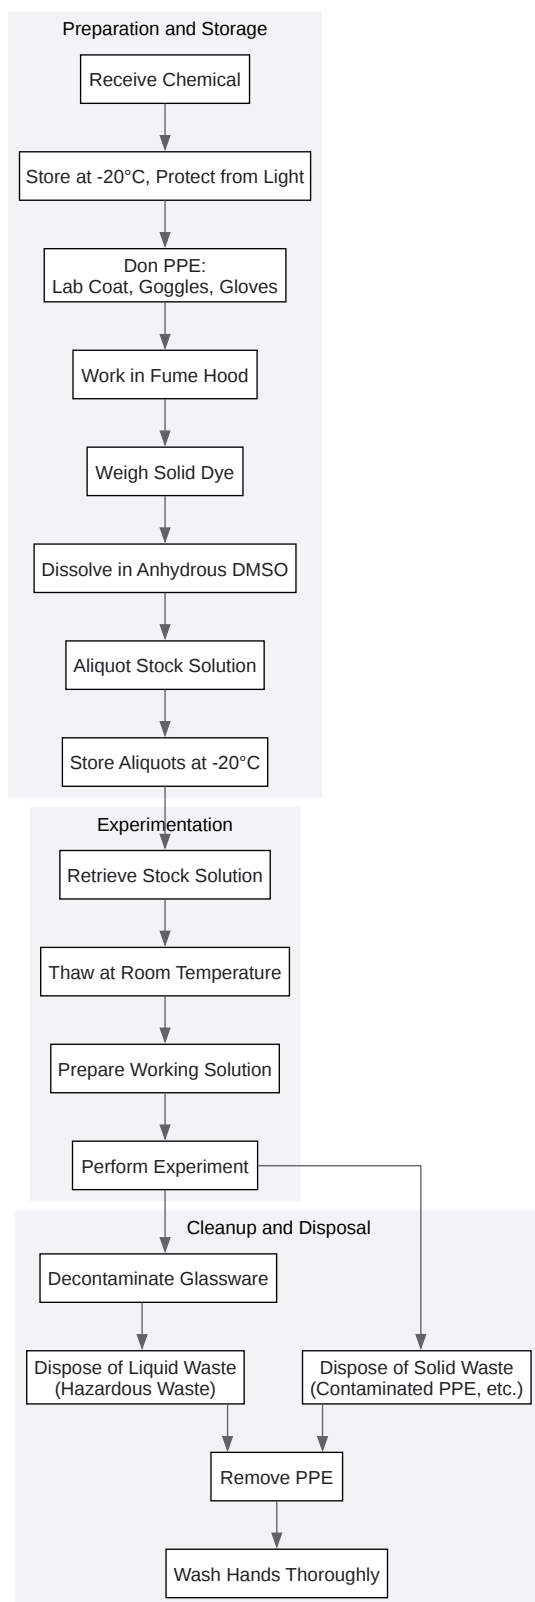 Preparation and Storage
Receive Chemical
Store at -20°C, Protect from Light
Don PPE:
Lab Coat, Goggles, Gloves
Work in Fume Hood
Weigh Solid Dye
Dissolve in Anhydrous DMSO
Aliquot Stock Solution
Store Aliquots at -20°C
Experimentation
Retrieve Stock Solution
Thaw at Room Temperature
Prepare Working Solution
Perform Experiment
Cleanup and Disposal
Decontaminate Glassware
Dispose of Liquid Waste
(Hazardous Waste)
Dispose of Solid Waste
(Contaminated PPE, etc.)
Remove PPE
Wash Hands Thoroughly